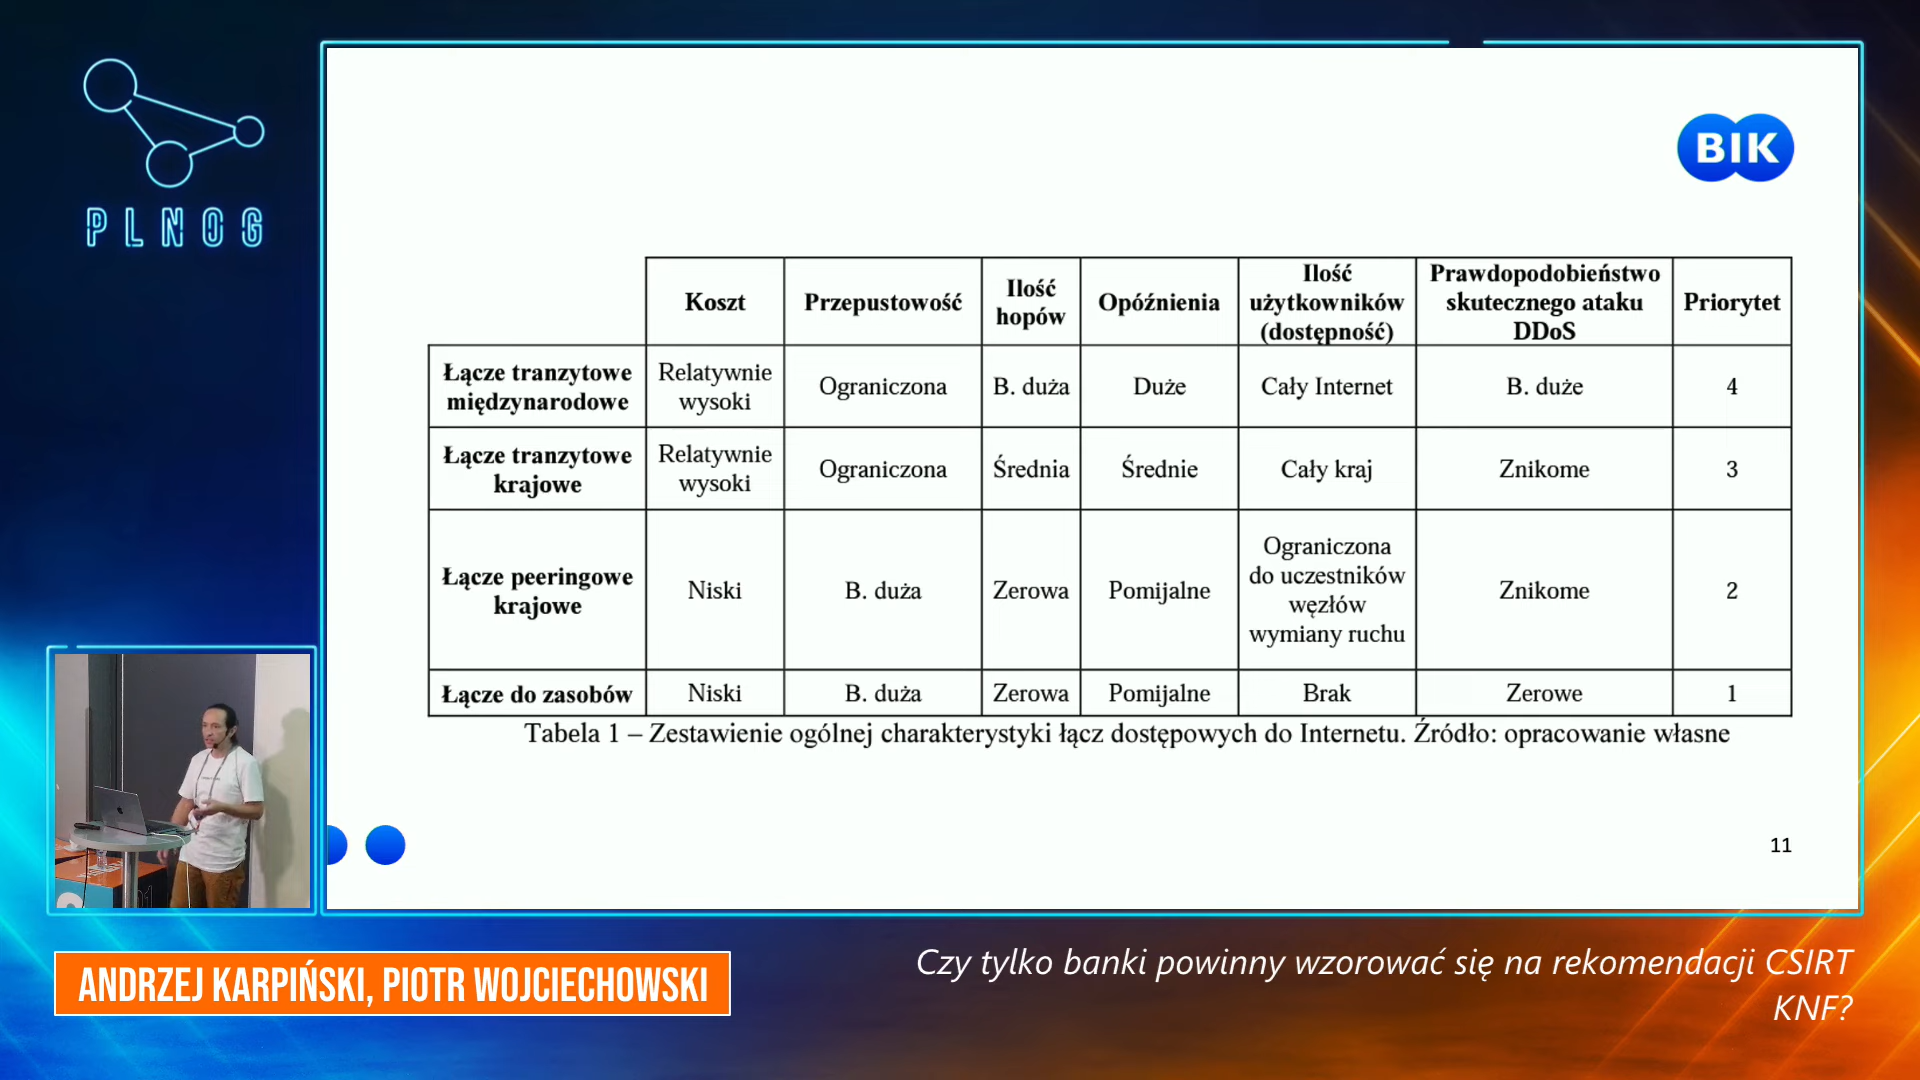 PLNOG
BIK
Koszt
Przepustowość
Ilość
hopów
Opóźnienia
Ilość
użytkowników
(dostępność)
Prawdopodobieństwo
skutecznego ataku
DDoS
Priorytet
Łącze tranzytowe
międzynarodowe
Relatywnie
wysoki
Ograniczona
B. duża
Duże
Cały Internet
B. duże
4
Łącze tranzytowe
krajowe
Relatywnie
wysoki
Ograniczona
Średnia
Średnie
Cały kraj
Znikome
3
Łącze peeringowe
krajowe
Niski
B. duża
Zerowa
Pomijalne
Ograniczona
do uczestników
węzłów
wymiany ruchu
Znikome
2
Łącze do zasobów
Niski
B. duża
Zerowa
Pomijalne
Brak
Zerowe
1
Tabela 1 – Zestawienie ogólnej charakterystyki łącz dostępowych do Internetu. Źródło: opracowanie własne
11
ANDRZEJ KARPIŃSKI, PIOTR WOJCIECHOWSKI
Czy tylko banki powinny wzorować się na rekomendacji CSIRT
KNF?